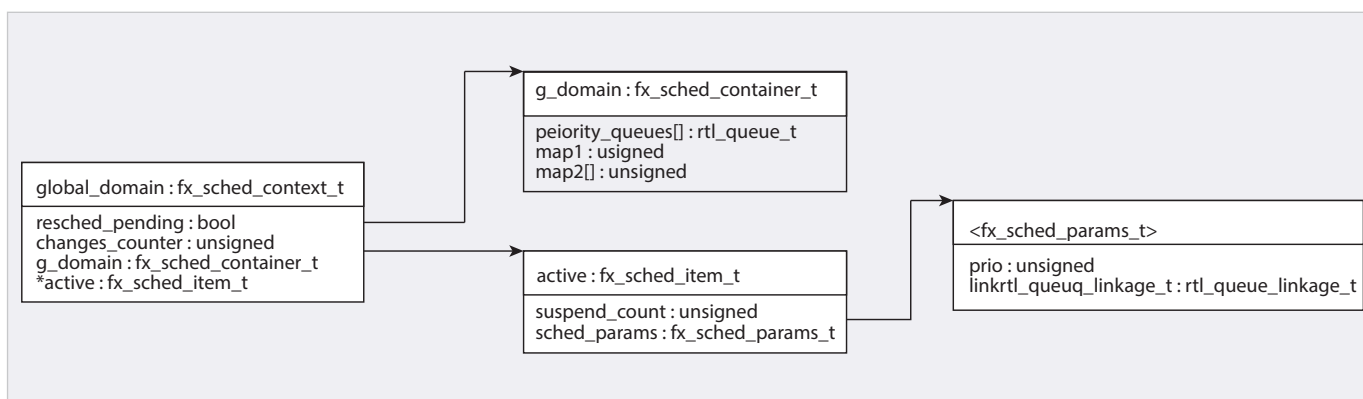 g_domain : fx_sched_container_t
peiority_queues[] : rtl_queue_t
map1 : usigned
map2[] : unsigned
global_domain : fx_sched_context_t
resched_pending : bool
changes_counter : unsigned
g_domain : fx_sched_container_t
*active : fx_sched_item_t
active : fx_sched_item_t
suspend_count : unsigned
sched_params : fx_sched_params_t
<fx_sched_params_t>
prio : unsigned
linkrtl_queuq_linkage_t : rtl_queue_linkage_t